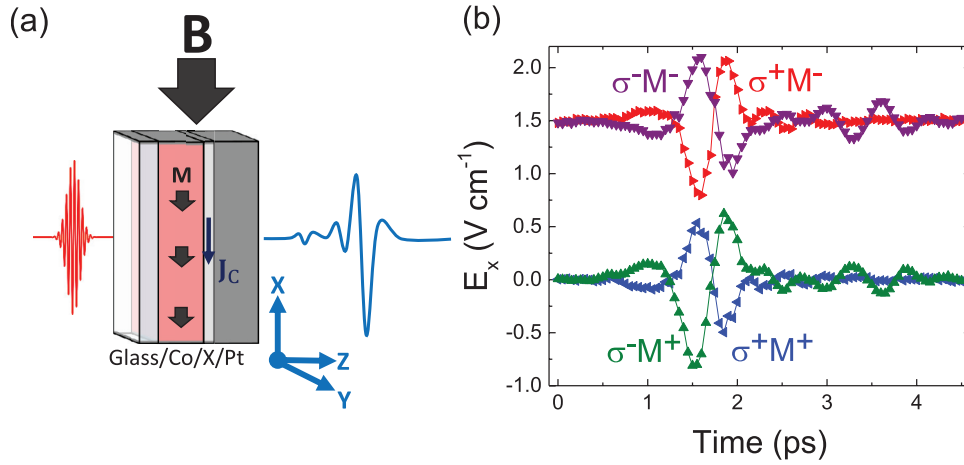 (a)
B
M
J_C
Glass/Co/X/Pt
X
Z
Y
(b)
E_x (V cm⁻¹)
2.0
1.5
1.0
0.5
0.0
-0.5
-1.0
σ⁻M⁻
σ⁺M⁻
σ⁻M⁺
σ⁺M⁺
0
1
2
3
4
Time (ps)